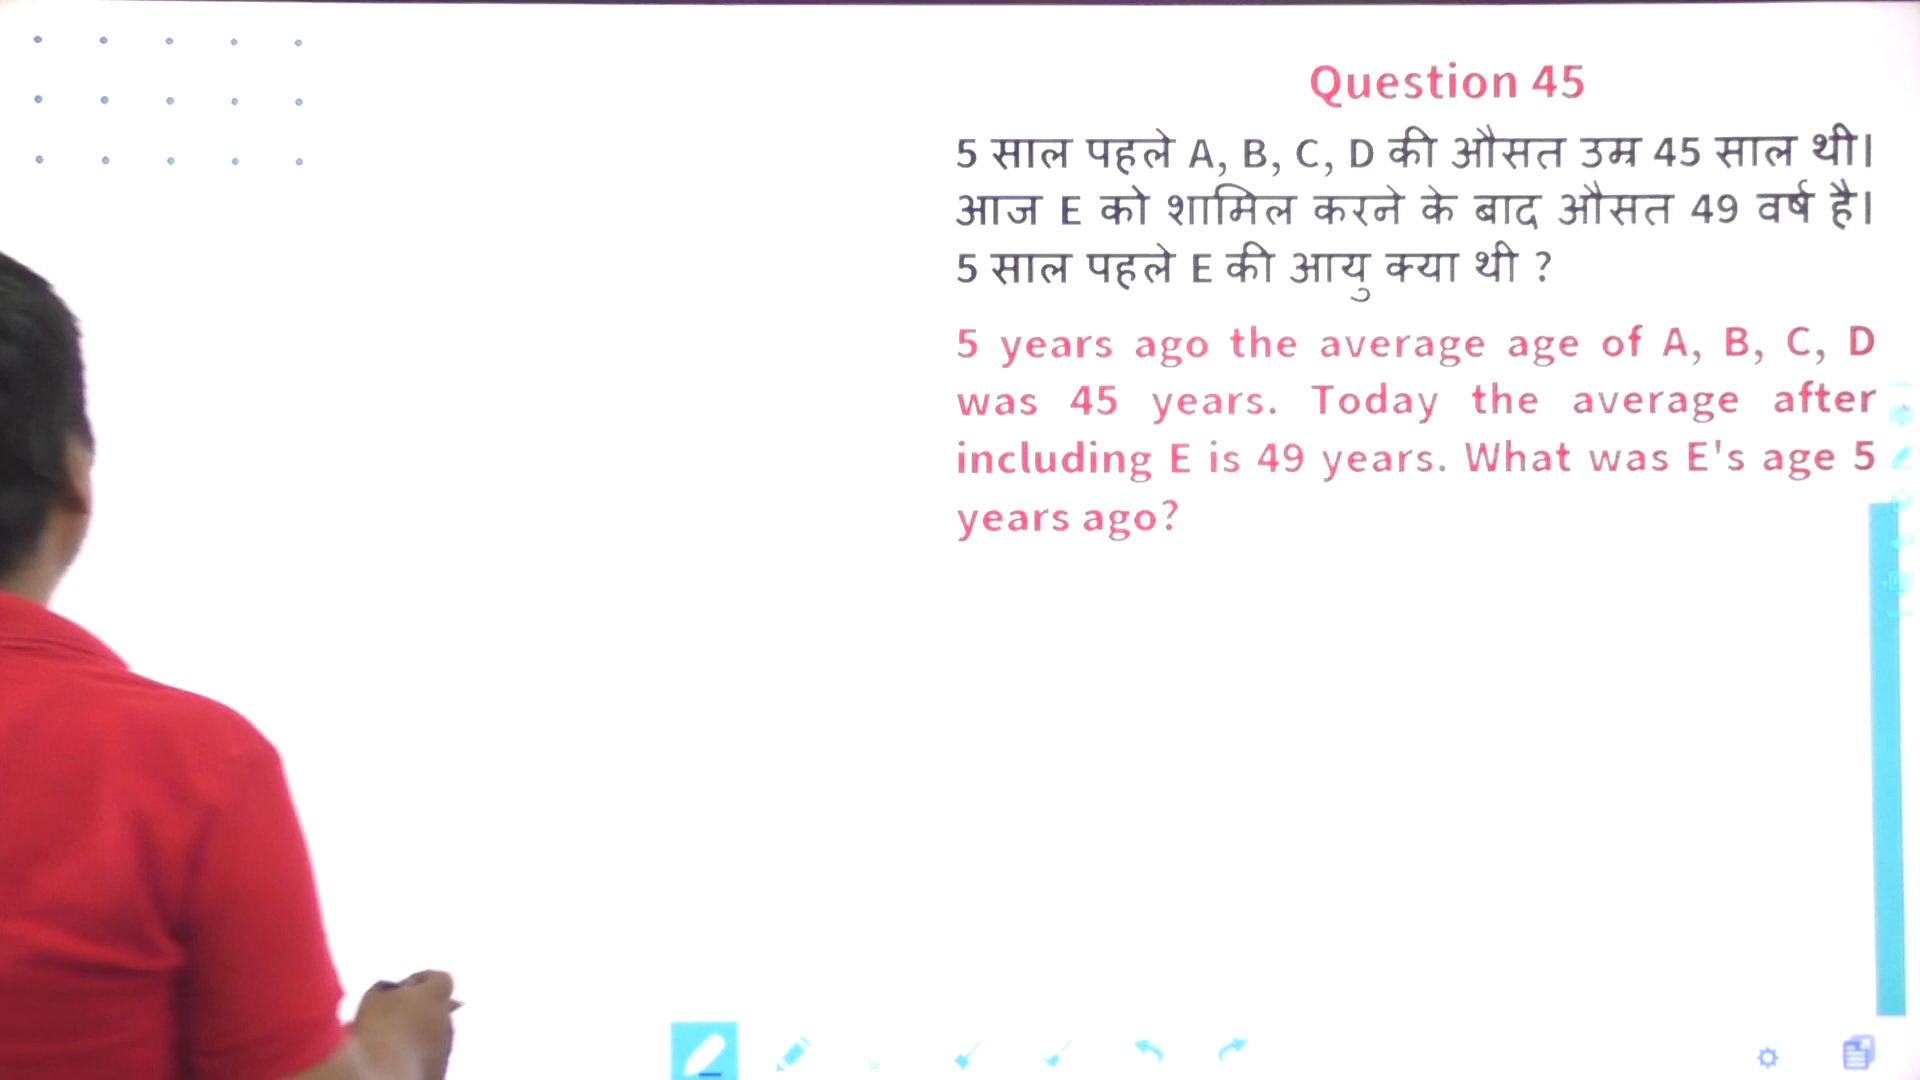 Question 45
5 साल पहले A, B, C, D की औसत उम्र 45 साल थी।
आज E को शामिल करने के बाद औसत 49 वर्ष है।
5 साल पहले E की आयु क्या थी ?
5 years ago the average age of A, B, C, D
was 45 years. Today the average after
including E is 49 years. What was E's age 5
years ago?